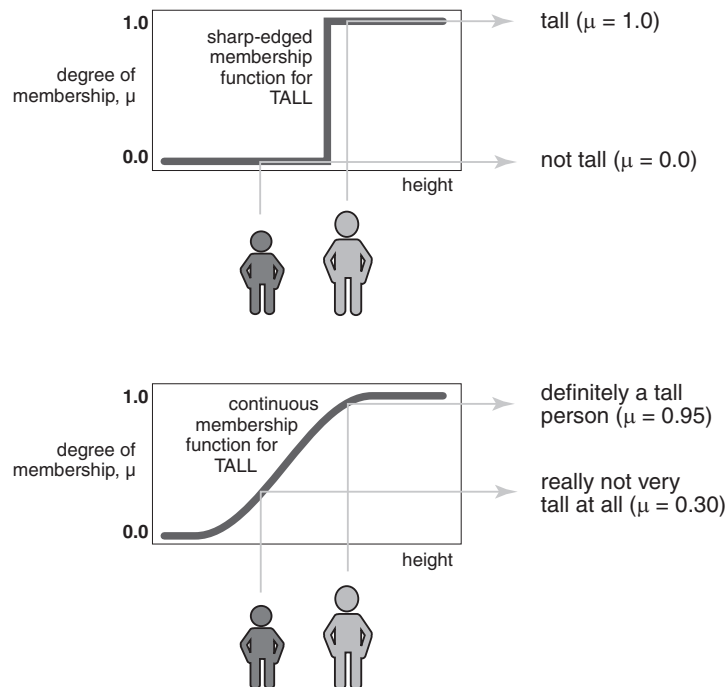 1.0
sharp-edged
membership
function for
TALL
degree of
membership, μ
0.0
height
tall (μ = 1.0)
not tall (μ = 0.0)
1.0
continuous
membership
function for
TALL
degree of
membership, μ
0.0
height
definitely a tall
person (μ = 0.95)
really not very
tall at all (μ = 0.30)